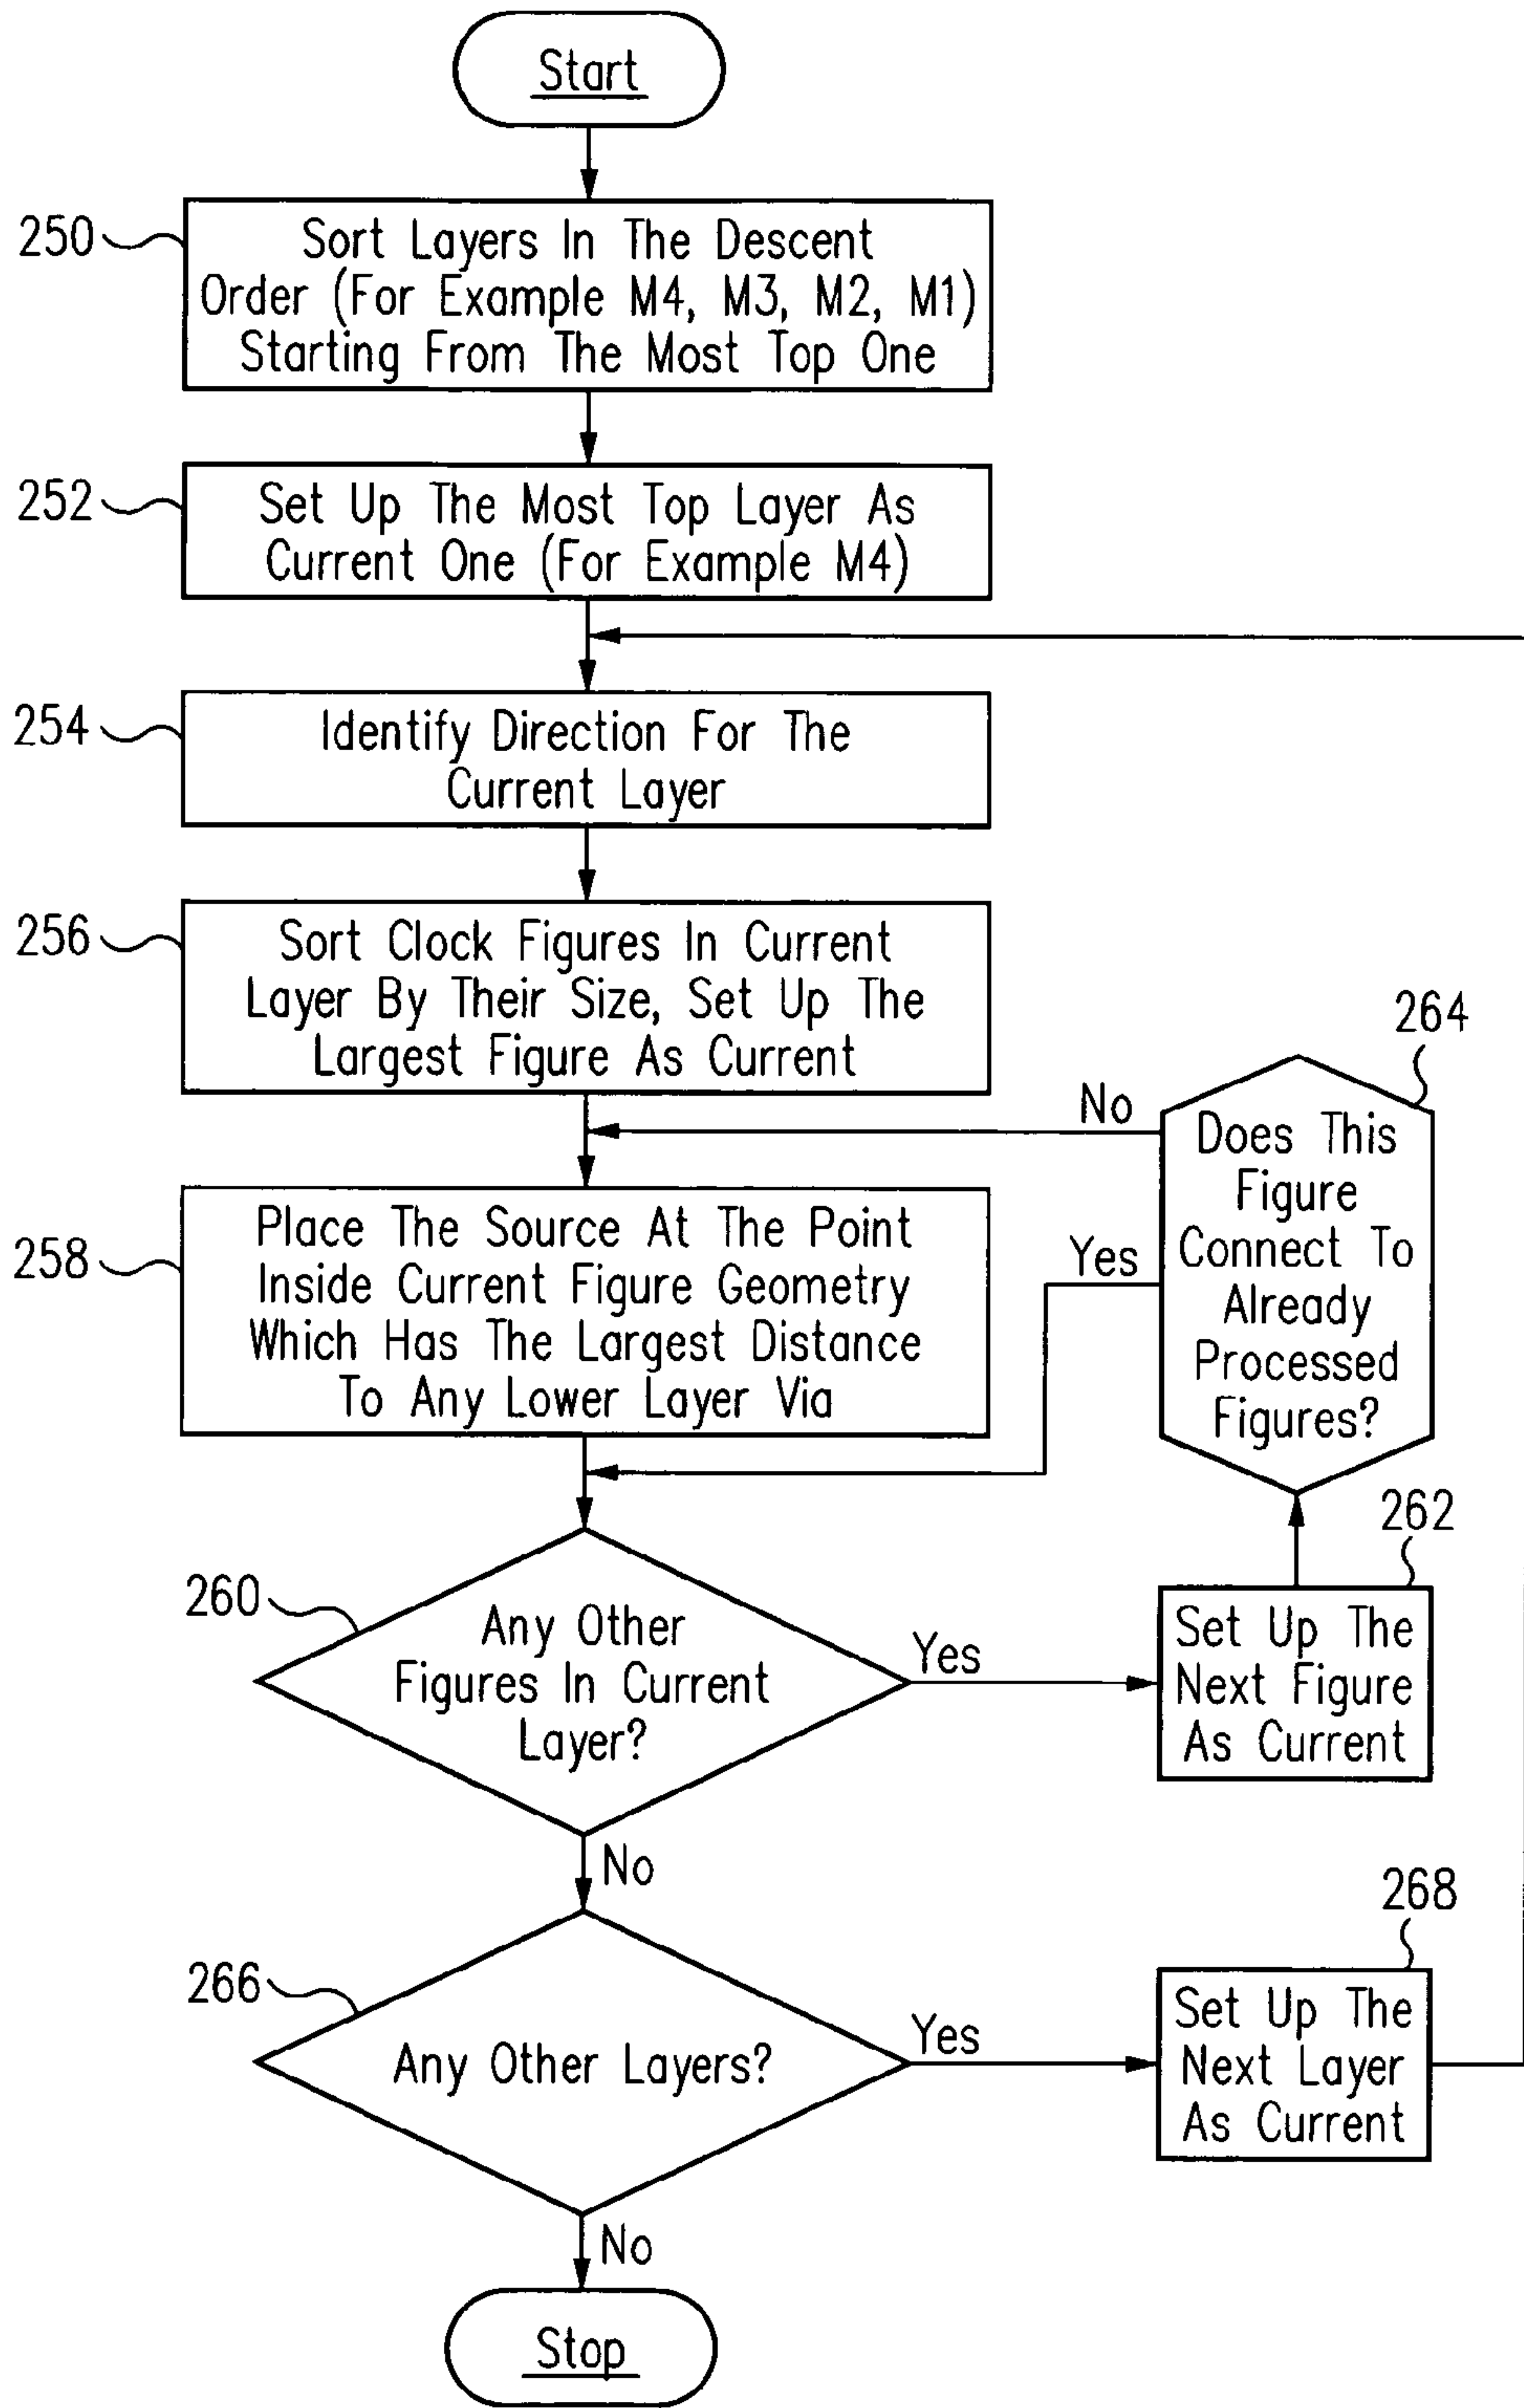 Start
250
Sort Layers In The Descent
Order (For Example M4, M3, M2, M1)
Starting From The Most Top One
252
Set Up The Most Top Layer As
Current One (For Example M4)
254
Identify Direction For The
Current Layer
256
Sort Clock Figures In Current
Layer By Their Size, Set Up The
Largest Figure As Current
264
No
Does This
Figure
Connect To
Already
Processed
Figures?
Yes
258
Place The Source At The Point
Inside Current Figure Geometry
Which Has The Largest Distance
To Any Lower Layer Via
262
260
Any Other
Figures In Current
Layer?
Yes
Set Up The
Next Figure
As Current
No
268
266
Any Other Layers?
Yes
Set Up The
Next Layer
As Current
No
Stop